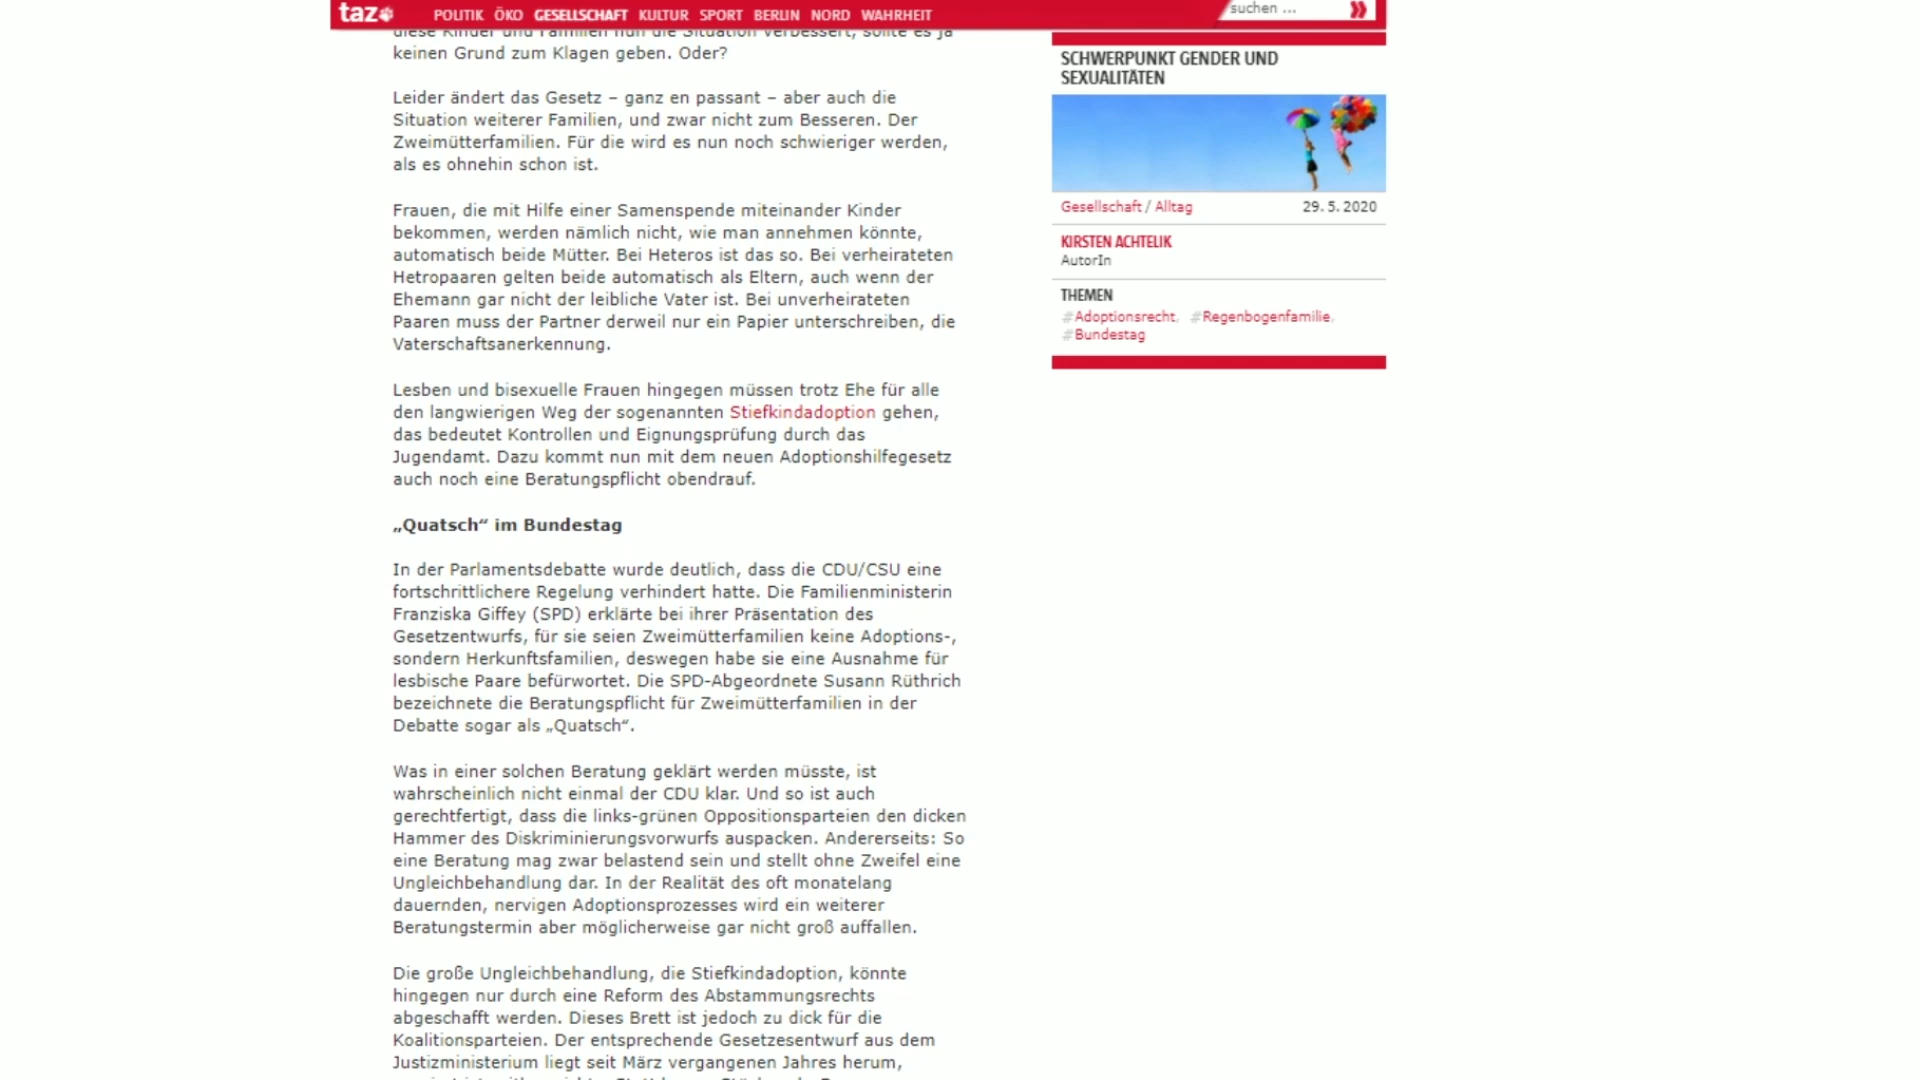 taz
POLITIK ÖKO GESELLSCHAFT KULTUR SPORT BERLIN NORD WAHRHEIT
suchen ...
diese Kinder und Familien nun die Situation verbessert, sollte es ja
keinen Grund zum Klagen geben. Oder?
Leider ändert das Gesetz – ganz en passant – aber auch die
Situation weiterer Familien, und zwar nicht zum Besseren. Der
Zweimütterfamilien. Für die wird es nun noch schwieriger werden,
als es ohnehin schon ist.
Frauen, die mit Hilfe einer Samenspende miteinander Kinder
bekommen, werden nämlich nicht, wie man annehmen könnte,
automatisch beide Mütter. Bei Heteros ist das so. Bei verheirateten
Hetropaaren gelten beide automatisch als Eltern, auch wenn der
Ehemann gar nicht der leibliche Vater ist. Bei unverheirateten
Paaren muss der Partner derweil nur ein Papier unterschreiben, die
Vaterschaftsanerkennung.
Lesben und bisexuelle Frauen hingegen müssen trotz Ehe für alle
den langwierigen Weg der sogenannten Stiefkindadoption gehen,
das bedeutet Kontrollen und Eignungsprüfung durch das
Jugendamt. Dazu kommt nun mit dem neuen Adoptionshilfegesetz
auch noch eine Beratungspflicht obendrauf.
„Quatsch“ im Bundestag
In der Parlamentsdebatte wurde deutlich, dass die CDU/CSU eine
fortschrittlichere Regelung verhindert hatte. Die Familienministerin
Franziska Giffey (SPD) erklärte bei ihrer Präsentation des
Gesetzentwurfs, für sie seien Zweimütterfamilien keine Adoptions-,
sondern Herkunftsfamilien, deswegen habe sie eine Ausnahme für
lesbische Paare befürwortet. Die SPD-Abgeordnete Susann Rüthrich
bezeichnete die Beratungspflicht für Zweimütterfamilien in der
Debatte sogar als „Quatsch“.
Was in einer solchen Beratung geklärt werden müsste, ist
wahrscheinlich nicht einmal der CDU klar. Und so ist auch
gerechtfertigt, dass die links-grünen Oppositionsparteien den dicken
Hammer des Diskriminierungsvorwurfs auspacken. Andererseits: So
eine Beratung mag zwar belastend sein und stellt ohne Zweifel eine
Ungleichbehandlung dar. In der Realität des oft monatelang
dauernden, nervigen Adoptionsprozesses wird ein weiterer
Beratungstermin aber möglicherweise gar nicht groß auffallen.
Die große Ungleichbehandlung, die Stiefkindadoption, könnte
hingegen nur durch eine Reform des Abstammungsrechts
abgeschafft werden. Dieses Brett ist jedoch zu dick für die
Koalitionsparteien. Der entsprechende Gesetzesentwurf aus dem
Justizministerium liegt seit März vergangenen Jahres herum,
SCHWERPUNKT GENDER UND
SEXUALITÄTEN
Gesellschaft / Alltag 29. 5. 2020
KIRSTEN ACHTELIK
AutorIn
THEMEN
#Adoptionsrecht, #Regenbogenfamilie,
#Bundestag